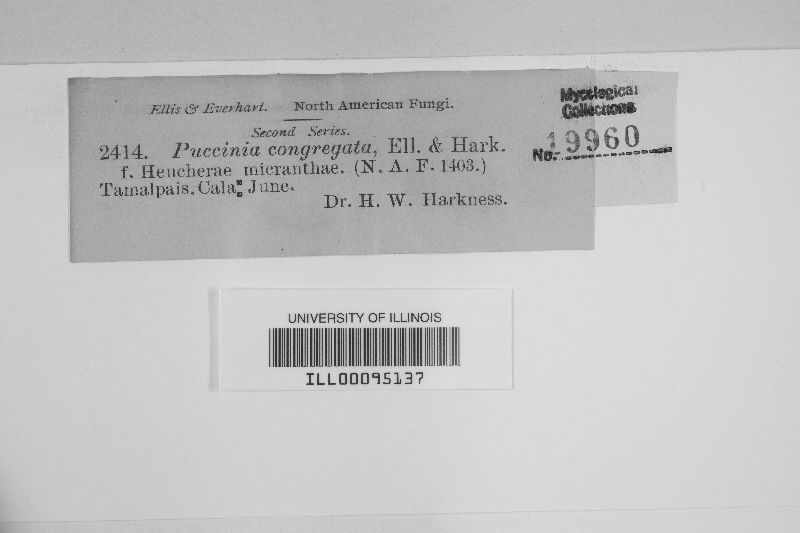 Ellis & Everhart. North American Fungi.
Second Series.
2414. Puccinia congregata, Ell. & Hark.
f. Heucherae micranthae. (N. A. F. 1403.)
Tamalpais, Cala. June.
Dr. H. W. Harkness.
Mycological
Collections
No. 19960
UNIVERSITY OF ILLINOIS
ILL00095137